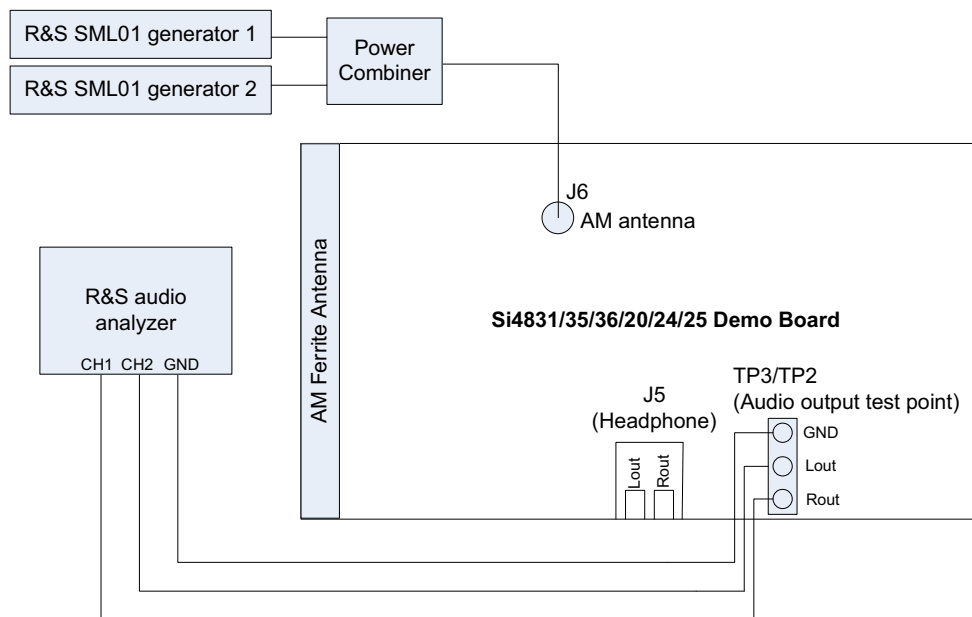 R&S SML01 generator 1
R&S SML01 generator 2
Power
Combiner
J6
AM antenna
AM Ferrite Antenna
R&S audio
analyzer
CH1 CH2 GND
Si4831/35/36/20/24/25 Demo Board
J5
(Headphone)
Lout
Rout
TP3/TP2
(Audio output test point)
GND
Lout
Rout